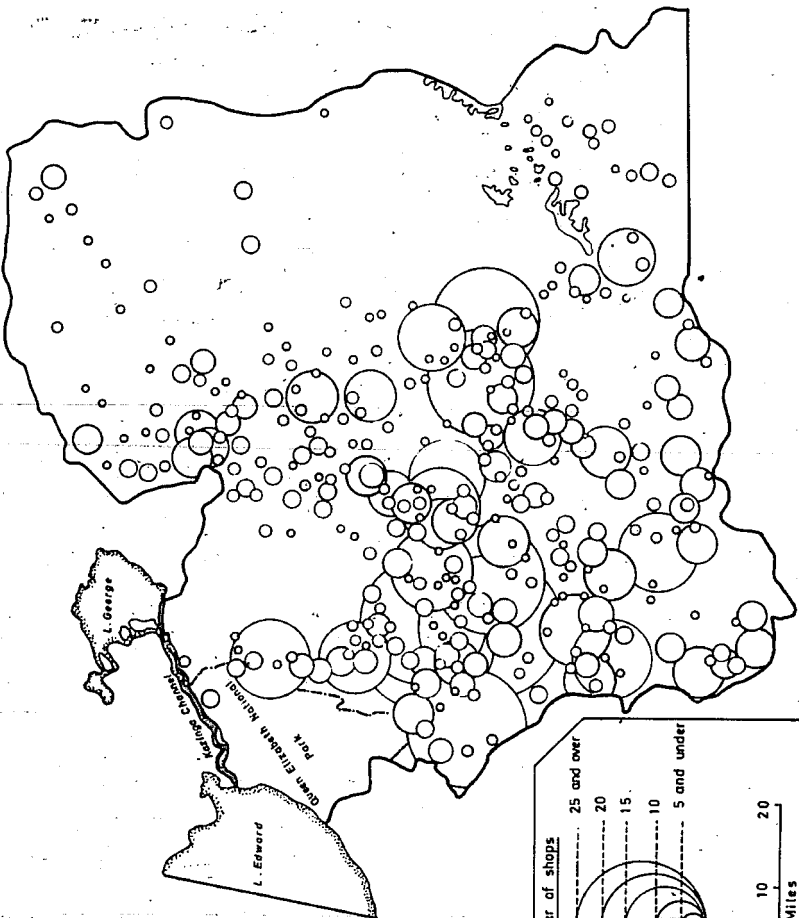 L. George
Kazinga Channel
Queen Elizabeth National
Park
L. Edward
er of shops
25 and over
20
15
10
5 and under
10
20
Miles